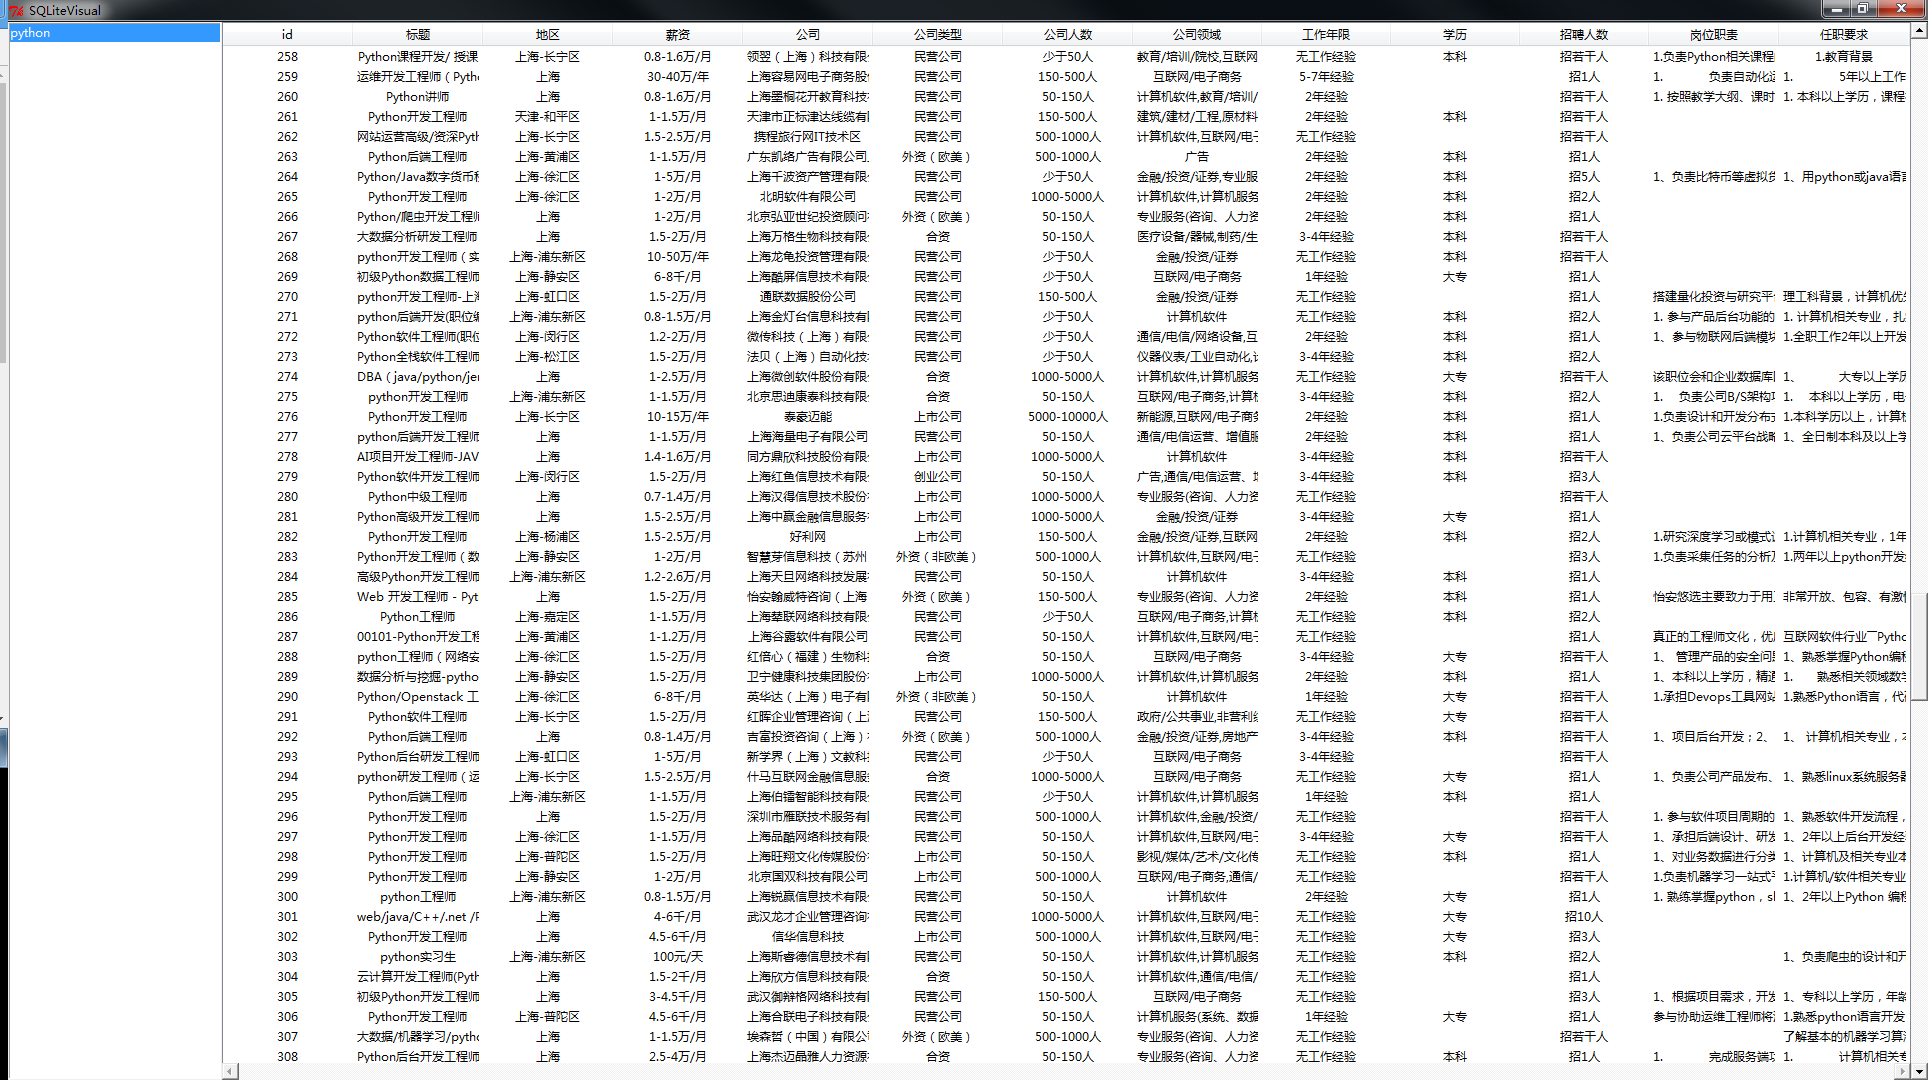 SQLiteVisual
python
id 标题 地区 薪资 公司 公司类型 公司人数 公司领域 工作年限 学历 招聘人数 岗位职责 任职要求
258 Python课程开发/ 授课 上海-长宁区 0.8-1.6万/月 领翌（上海）科技有限 民营公司 少于50人 教育/培训/院校,互联网 无工作经验 本科 招若干人 1.负责Python相关课程 1.教育背景
259 运维开发工程师（Pyth 上海 30-40万/年 上海容易网电子商务股 民营公司 150-500人 互联网/电子商务 5-7年经验 招1人 1. 负责自动化运 1. 5年以上工作
260 Python讲师 上海 0.8-1.6万/月 上海墨桐花开教育科技 民营公司 50-150人 计算机软件,教育/培训/ 2年经验 招若干人 1. 按照教学大纲、课时 1. 本科以上学历，课程
261 Python开发工程师 天津-和平区 1-1.5万/月 天津市正标津达线缆有 民营公司 150-500人 建筑/建材/工程,原材料 2年经验 本科 招若干人
262 网站运营高级/资深Pyth 上海-长宁区 1.5-2.5万/月 携程旅行网IT技术区 民营公司 500-1000人 计算机软件,互联网/电子 无工作经验 招若干人
263 Python后端工程师 上海-黄浦区 1-1.5万/月 广东凯络广告有限公司 外资（欧美） 500-1000人 广告 2年经验 本科 招1人
264 Python/Java数字货币程 上海-徐汇区 1-5万/月 上海千波资产管理有限 民营公司 少于50人 金融/投资/证券,专业服 2年经验 本科 招5人 1、负责比特币等虚拟货 1、用python或java语言
265 Python开发工程师 上海-徐汇区 1-2万/月 北明软件有限公司 民营公司 1000-5000人 计算机软件,计算机服务 2年经验 本科 招2人
266 Python/爬虫开发工程师 上海 1-2万/月 北京弘亚世纪投资顾问 外资（欧美） 50-150人 专业服务(咨询、人力资 2年经验 本科 招1人
267 大数据分析研发工程师 上海 1.5-2万/月 上海万格生物科技有限 合资 50-150人 医疗设备/器械,制药/生 3-4年经验 本科 招若干人
268 python开发工程师（实 上海-浦东新区 10-50万/年 上海龙龟投资管理有限 民营公司 少于50人 金融/投资/证券 无工作经验 本科 招若干人
269 初级Python数据工程师 上海-静安区 6-8千/月 上海酷屏信息技术有限 民营公司 少于50人 互联网/电子商务 1年经验 大专 招1人
270 python开发工程师-上海 上海-虹口区 1.5-2万/月 通联数据股份公司 民营公司 150-500人 金融/投资/证券 无工作经验 招1人 搭建量化投资与研究平 理工科背景，计算机优
271 python后端开发(职位编 上海-浦东新区 0.8-1.5万/月 上海金灯台信息科技有 民营公司 少于50人 计算机软件 无工作经验 本科 招2人 1. 参与产品后台功能的 1. 计算机相关专业，扎
272 Python软件工程师(职位 上海-闵行区 1.2-2万/月 微传科技（上海）有限 民营公司 少于50人 通信/电信/网络设备,互 2年经验 本科 招1人 1、参与物联网后端模块 1.全职工作2年以上开发
273 Python全栈软件工程师 上海-松江区 1.5-2万/月 法贝（上海）自动化技 民营公司 少于50人 仪器仪表/工业自动化, 3-4年经验 本科 招2人
274 DBA（java/python/jer 上海 1-2.5万/月 上海微创软件股份有限 合资 1000-5000人 计算机软件,计算机服务 无工作经验 大专 招若干人 该职位会和企业数据库 1、 大专以上学历
275 python开发工程师 上海-浦东新区 1-1.5万/月 北京思迪康泰科技有限 合资 50-150人 互联网/电子商务,计算机 3-4年经验 本科 招2人 1. 负责公司B/S架构项 1. 本科以上学历，电
276 Python开发工程师 上海-长宁区 10-15万/年 泰豪迈能 上市公司 5000-10000人 新能源,互联网/电子商务 2年经验 本科 招1人 1.负责设计和开发分布式 1.本科学历以上，计算机
277 python后端开发工程师 上海 1-1.5万/月 上海海量电子有限公司 民营公司 50-150人 通信/电信运营、增值服 2年经验 本科 招1人 1、负责公司云平台战略 1、全日制本科及以上学
278 AI项目开发工程师-JAV 上海 1.4-1.6万/月 同方鼎欣科技股份有限 上市公司 1000-5000人 计算机软件 3-4年经验 本科 招若干人
279 Python软件开发工程师 上海-闵行区 1.5-2万/月 上海红鱼信息技术有限 创业公司 50-150人 广告,通信/电信运营、增 3-4年经验 本科 招3人
280 Python中级工程师 上海 0.7-1.4万/月 上海汉得信息技术股份 上市公司 1000-5000人 专业服务(咨询、人力资 无工作经验 招若干人
281 Python高级开发工程师 上海 1.5-2.5万/月 上海中赢金融信息服务 上市公司 1000-5000人 金融/投资/证券 3-4年经验 大专 招1人
282 Python开发工程师 上海-杨浦区 1.5-2.5万/月 好利网 上市公司 50-150人 金融/投资/证券,互联网 2年经验 本科 招2人 1.研究深度学习或模式识 1.计算机相关专业，1年
283 Python开发工程师（数 上海-静安区 1-2万/月 智慧芽信息科技（苏州 外资（非欧美） 500-1000人 计算机软件,互联网/电子 无工作经验 招3人 1.负责采集任务的分析及 1.两年以上python开发
284 高级Python开发工程师 上海-浦东新区 1.2-2.6万/月 上海天旦网络科技发展 民营公司 50-150人 计算机软件 3-4年经验 本科 招1人
285 Web 开发工程师 - Pyt 上海 1.5-2万/月 怡安翰威特咨询（上海 外资（欧美） 150-500人 专业服务(咨询、人力资 2年经验 本科 招1人 怡安悠选主要致力于用 非常开放、包容、有激情
286 Python工程师 上海-嘉定区 1-1.5万/月 上海辇联网络科技有限 民营公司 少于50人 互联网/电子商务,计算机 无工作经验 本科 招2人
287 00101-Python开发工程 上海-黄浦区 1-1.2万/月 上海谷露软件有限公司 民营公司 50-150人 计算机软件,互联网/电子 无工作经验 招1人 真正的工程师文化，优 互联网软件行业 Pytho
288 python工程师（网络安 上海-徐汇区 1.5-2万/月 红倍心（福建）生物科 合资 50-150人 互联网/电子商务 3-4年经验 大专 招若干人 1、 管理产品的安全问题 1、熟悉掌握Python编程
289 数据分析与挖掘-pytho 上海-静安区 1.5-2万/月 卫宁健康科技集团股份 上市公司 1000-5000人 计算机软件,计算机服务 无工作经验 本科 招1人 1、本科以上学历，精通 1. 熟悉相关领域数学
290 Python/Openstack 工 上海-徐汇区 6-8千/月 英华达（上海）电子有 外资（非欧美） 50-150人 计算机软件 1年经验 大专 招若干人 1.承担Devops工具网站 1.熟悉Python语言，代码
291 Python软件工程师 上海-长宁区 1.5-2万/月 红晖企业管理咨询（上海 民营公司 150-500人 政府/公共事业,非营利组 无工作经验 大专 招若干人
292 Python后端工程师 上海 0.8-1.4万/月 吉富投资咨询（上海） 外资（欧美） 500-1000人 金融/投资/证券,房地产 3-4年经验 本科 招若干人 1、项目后台开发；2、 1、 计算机相关专业，本
293 Python后台研发工程师 上海-虹口区 1-5万/月 新学界（上海）文教科 民营公司 少于50人 互联网/电子商务 3-4年经验 招若干人
294 python研发工程师（运 上海-长宁区 1.5-2.5万/月 什马互联网金融信息服 合资 1000-5000人 互联网/电子商务 无工作经验 大专 招1人 1、负责公司产品发布、 1、熟悉linux系统服务器
295 Python后端工程师 上海-浦东新区 1-1.5万/月 上海伯镭智能科技有限 民营公司 少于50人 计算机软件,计算机服务 1年经验 本科 招1人
296 Python开发工程师 上海 1.5-2万/月 深圳市雁联技术服务有 民营公司 500-1000人 计算机软件,金融/投资/ 无工作经验 招若干人 1. 参与软件项目周期的 1、熟悉软件开发流程，
297 Python开发工程师 上海-徐汇区 1-1.5万/月 上海品酷网络科技有限 民营公司 50-150人 计算机软件,互联网/电子 3-4年经验 大专 招若干人 1、承担后端设计、研发 1、2年以上后台开发经
298 Python开发工程师 上海-普陀区 1.5-2万/月 上海旺翔文化传媒股份 上市公司 50-150人 影视/媒体/艺术/文化传 无工作经验 本科 招1人 1、对业务数据进行分类 1、计算机及相关专业本
299 Python开发工程师 上海-静安区 1-2万/月 北京国双科技有限公司 上市公司 500-1000人 互联网/电子商务,通信/ 无工作经验 招若干人 1.负责机器学习一站式平 1.计算机/软件相关专业
300 python工程师 上海-浦东新区 0.8-1.5万/月 上海锐赢信息技术有限 民营公司 50-150人 计算机软件 2年经验 大专 招1人 1. 熟练掌握python，sl 1、2年以上Python 编程
301 web/java/C++/.net /P 上海 4-6千/月 武汉龙才企业管理咨询 民营公司 1000-5000人 计算机软件,互联网/电子 无工作经验 大专 招10人
302 Python开发工程师 上海 4.5-6千/月 信华信息科技 上市公司 500-1000人 计算机软件,互联网/电子 无工作经验 大专 招3人
303 python实习生 上海-浦东新区 100元/天 上海斯睿德信息技术有 民营公司 50-150人 计算机软件,计算机服务 无工作经验 本科 招2人 1、负责爬虫的设计和开
304 云计算开发工程师(Pyth 上海 1.5-2千/月 上海欣方信息科技有限 合资 50-150人 计算机软件,通信/电信/ 无工作经验 招1人
305 初级Python开发工程师 上海 3-4.5千/月 武汉御辩格网络科技有 民营公司 150-500人 互联网/电子商务 无工作经验 招3人 1、根据项目需求，开发 1、专科以上学历，年龄
306 Python开发工程师 上海-普陀区 4.5-6千/月 上海合联电子科技有限 民营公司 50-150人 计算机服务(系统、数据 1年经验 大专 招1人 参与协助运维工程师将 1.熟悉python语言开发
307 大数据/机器学习/pytho 上海 1-1.5万/月 埃森哲（中国）有限公 外资（欧美） 500-1000人 专业服务(咨询、人力资 无工作经验 招若干人 了解基本的机器学习算
308 Python后台开发工程师 上海 2.5-4万/月 上海杰迈晶雅人力资源 合资 50-150人 专业服务(咨询、人力资 无工作经验 本科 招1人 1. 完成服务端项 1. 计算机相关专